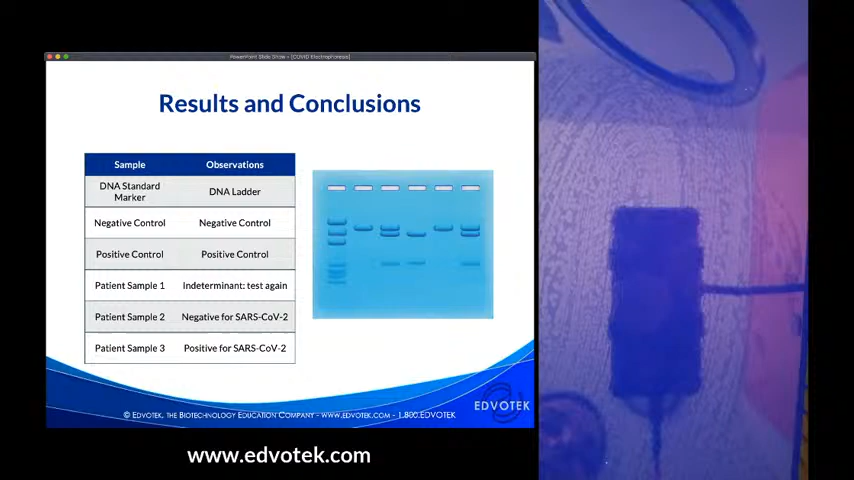 PowerPoint Slide Show - [COVID Electrophoresis]
Results and Conclusions
Sample Observations
DNA Standard
Marker
DNA Ladder
Negative Control Negative Control
Positive Control Positive Control
Patient Sample 1 Indeterminant: test again
Patient Sample 2 Negative for SARS-CoV-2
Patient Sample 3 Positive for SARS-CoV-2
© Edvotek, The Biotechnology Education Company - www.edvotek.com - 1.800.EDVOTEK
EDVOTEK
www.edvotek.com